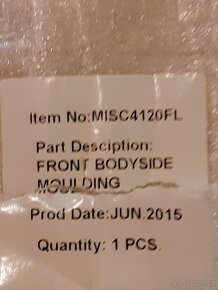 Item No:MISC4120FL
Part Desciption:
FRONT BODYSIDE
MOULDING
Prod Date:JUN.2015
Quantity: 1 PCS.